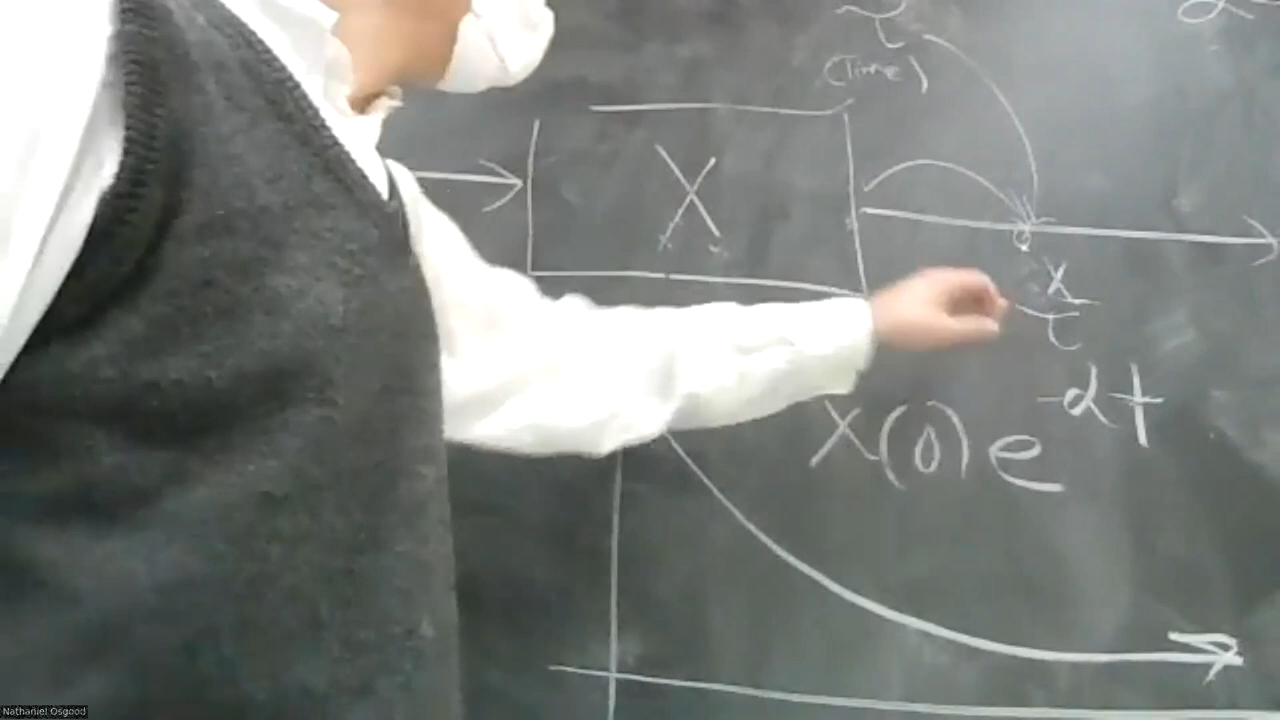 τ
(Time)
X
X
τ
X(0)e^-αt
Nathaniel Osgood